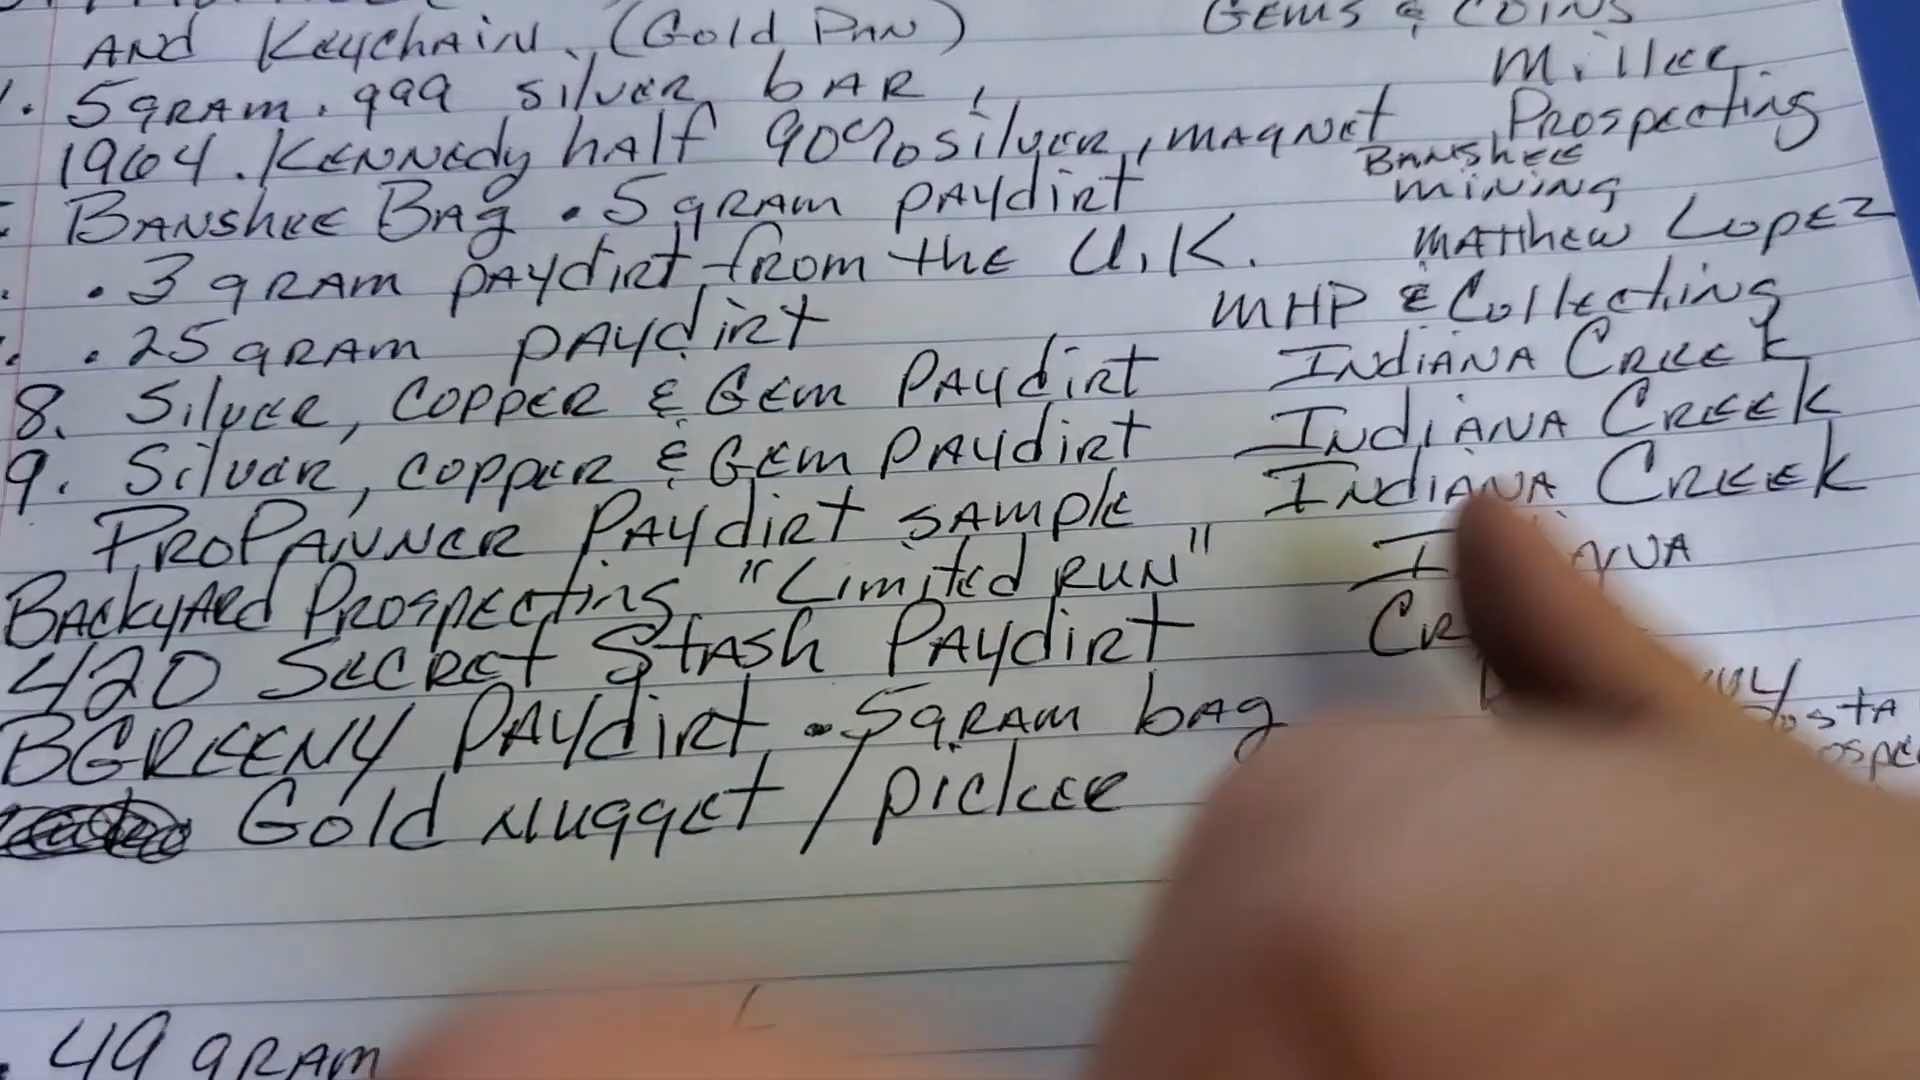 AND Keychain. (Gold Pan) GEMS & COINS
5 gram .999 silver bar, Miller
1964 . Kennedy half 90% silver, magnet Prospecting
Banshee Bag .5 gram paydirt Banshee mining
.3 gram paydirt from the U.K. Matthew Lopez
.25 gram paydirt MHP & Collecting
8. Silver, Copper & Gem Paydirt Indiana Creek
9. Silver, copper & Gem Paydirt Indiana Creek
ProPanner Paydirt sample Indiana Creek
Backyard Prospecting "Limited Run"
420 Secret Stash Paydirt
BGREENY Paydirt .5 gram bag
Gold Nugget / picker
.49 gram